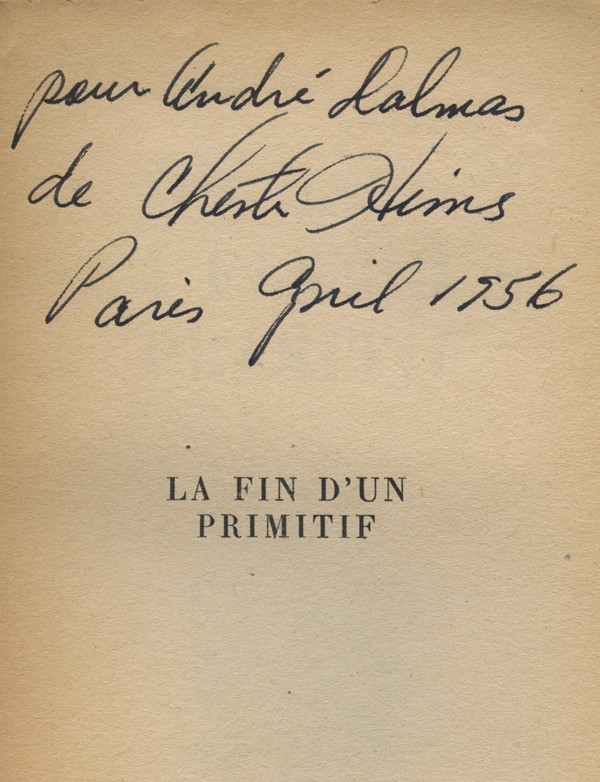 pour André Dalmas
de Chester Himes
Paris April 1956
LA FIN D'UN
PRIMITIF